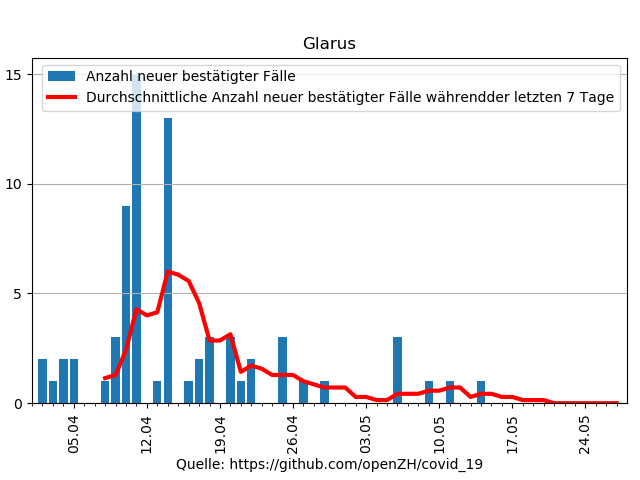 Glarus
Anzahl neuer bestätigter Fälle
Durchschnittliche Anzahl neuer bestätigter Fälle währendder letzten 7 Tage
15
10
5
0
05.04 12.04 19.04 26.04 03.05 10.05 17.05 24.05
Quelle: https://github.com/openZH/covid_19